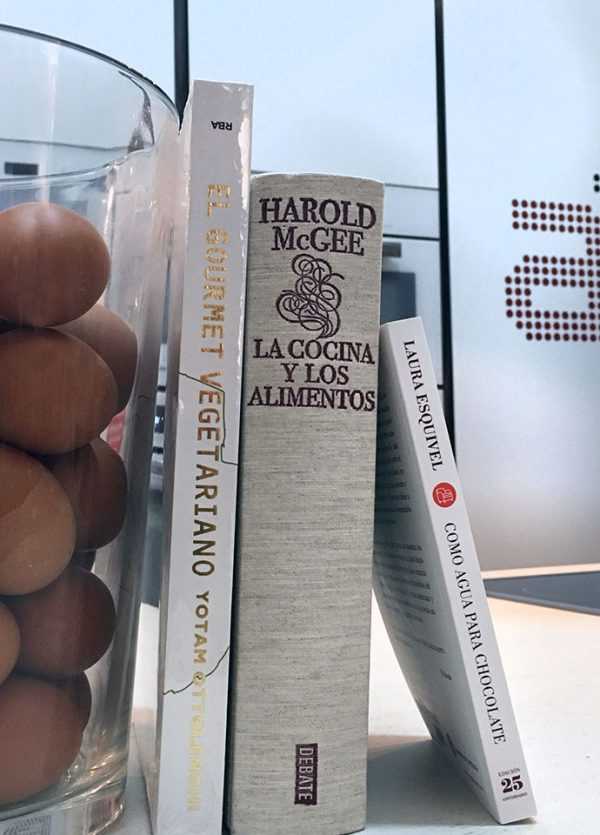 RBA
EL GOURMET VEGETARIANO YOTAM OTTOLENGHI
HAROLD
McGEE
LA COCINA
Y LOS
ALIMENTOS
DEBATE
LAURA ESQUIVEL
COMO AGUA PARA CHOCOLATE
EDICIÓN
25